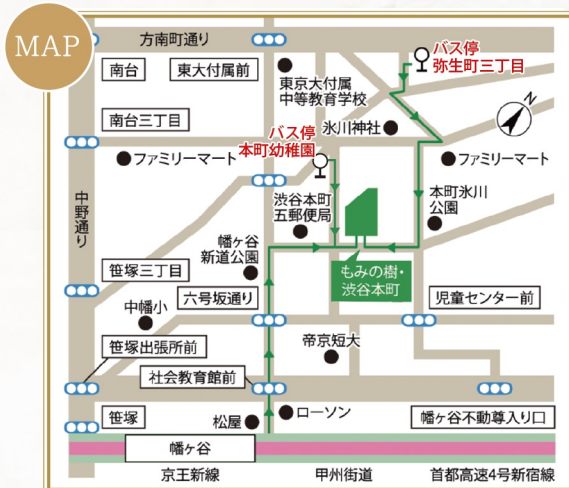 MAP
方南町通り
バス停
弥生町三丁目
南台
東大付属前
東京大付属
中等教育学校
N
南台三丁目
氷川神社
バス停
本町幼稚園
ファミリーマート
ファミリーマート
中野通り
渋谷本町
五郵便局
本町氷川
公園
幡ヶ谷
新道公園
もみの樹・
渋谷本町
笹塚三丁目
六号坂通り
児童センター前
中幡小
笹塚出張所前
帝京短大
社会教育館前
笹塚
松屋
ローソン
幡ヶ谷不動尊入り口
幡ヶ谷
京王新線
甲州街道
首都高速4号新宿線